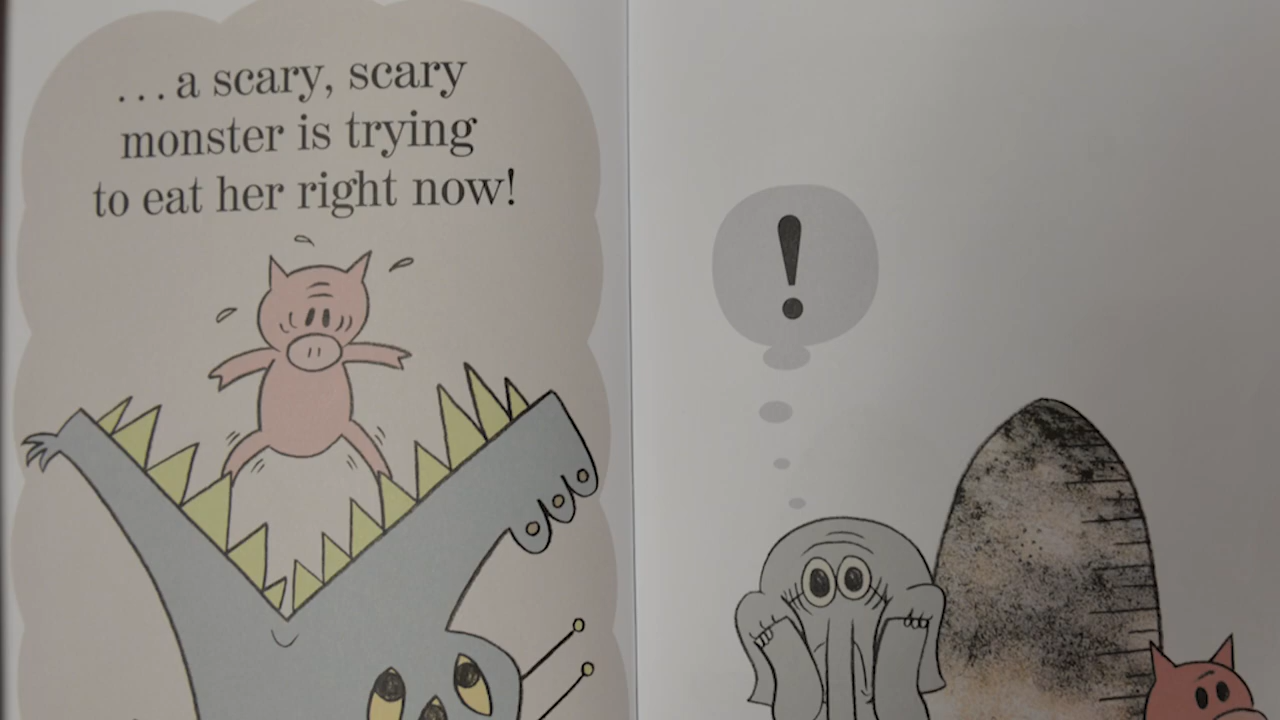 ...a scary, scary
monster is trying
to eat her right now!
!